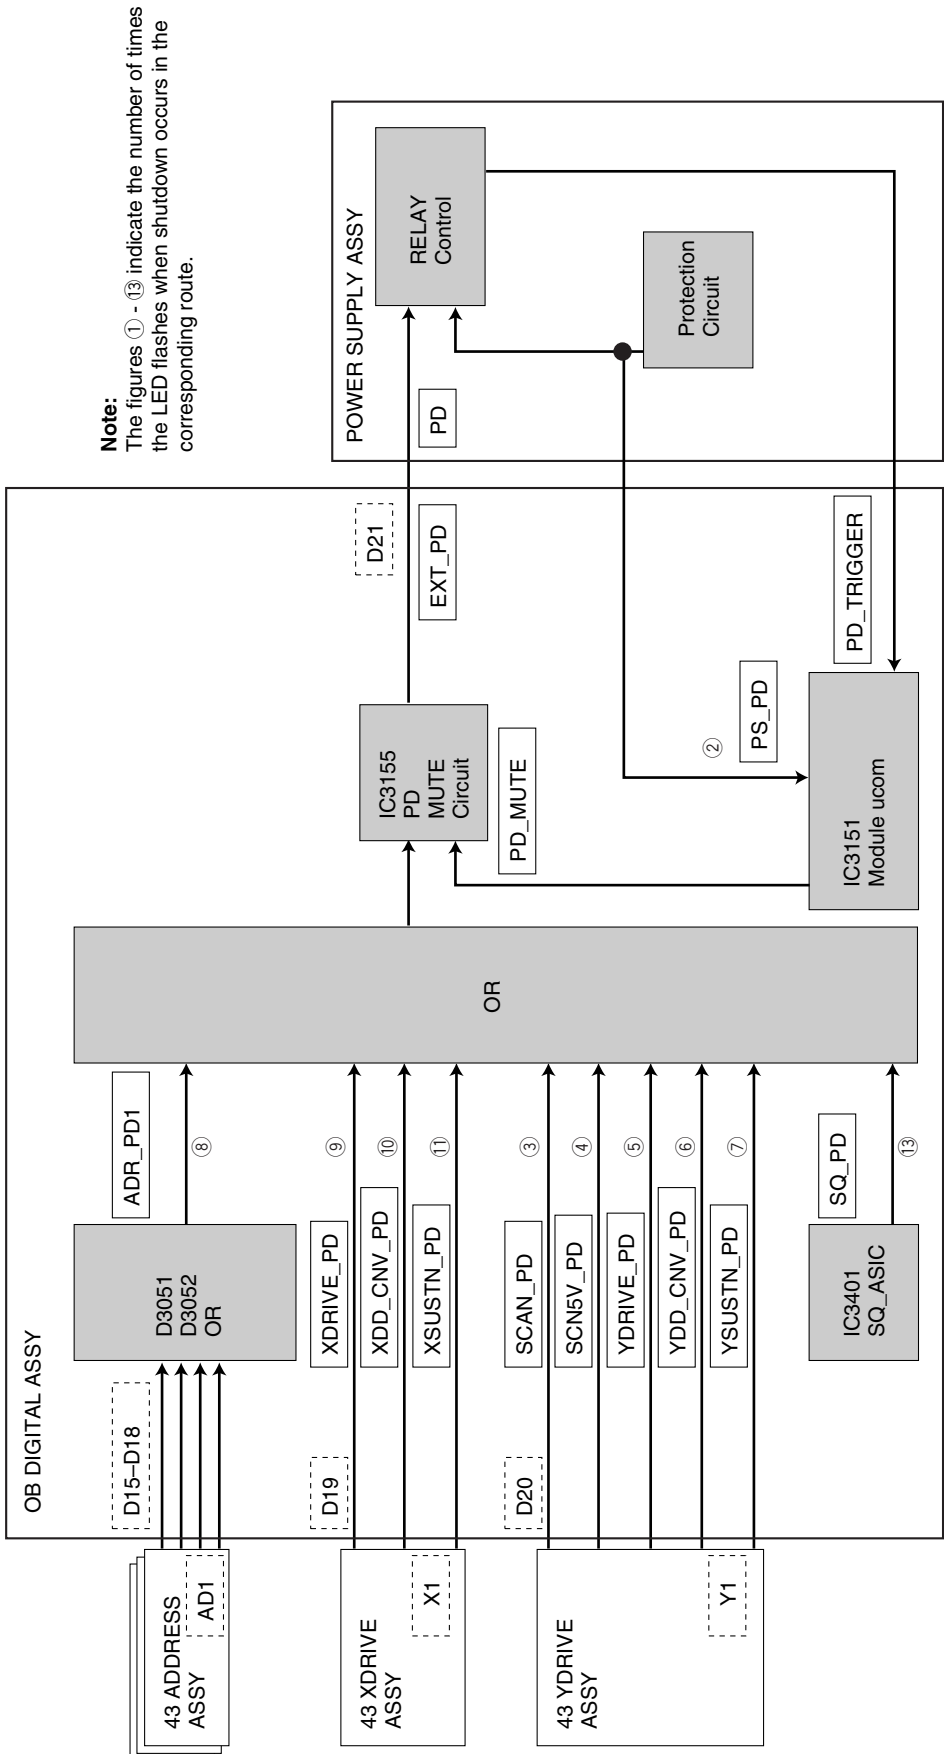 OB DIGITAL ASSY
43 ADDRESS
ASSY
AD1
D15–D18
D3051
D3052
OR
ADR_PD1
⑧
43 XDRIVE
ASSY
X1
D19
XDRIVE_PD
⑨
XDD_CNV_PD
⑩
XSUSTN_PD
⑪
43 YDRIVE
ASSY
Y1
D20
SCAN_PD
③
SCN5V_PD
④
YDRIVE_PD
⑤
YDD_CNV_PD
⑥
YSUSTN_PD
⑦
IC3401
SQ_ASIC
SQ_PD
⑬
OR
IC3155
PD
MUTE
Circuit
PD_MUTE
D21
EXT_PD
IC3151
Module ucom
②
PS_PD
PD_TRIGGER
POWER SUPPLY ASSY
PD
RELAY
Control
Protection
Circuit
Note:
The figures ① - ⑬ indicate the number of times
the LED flashes when shutdown occurs in the
corresponding route.